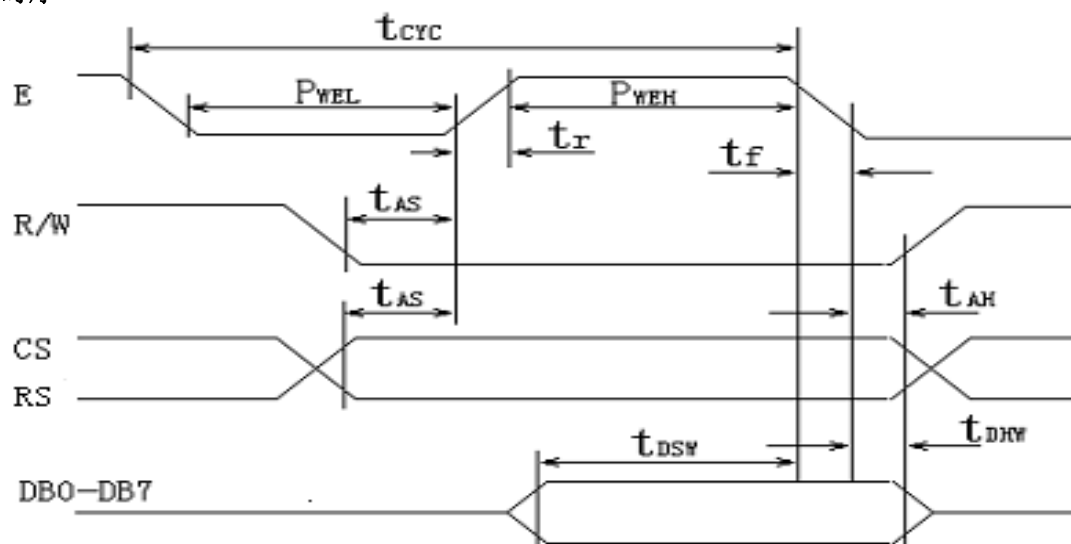 tCYC
E
PWEL
PWEH
tr
tf
tAS
R/W
tAS
tAH
CS
RS
tDSW
tDHW
DB0-DB7